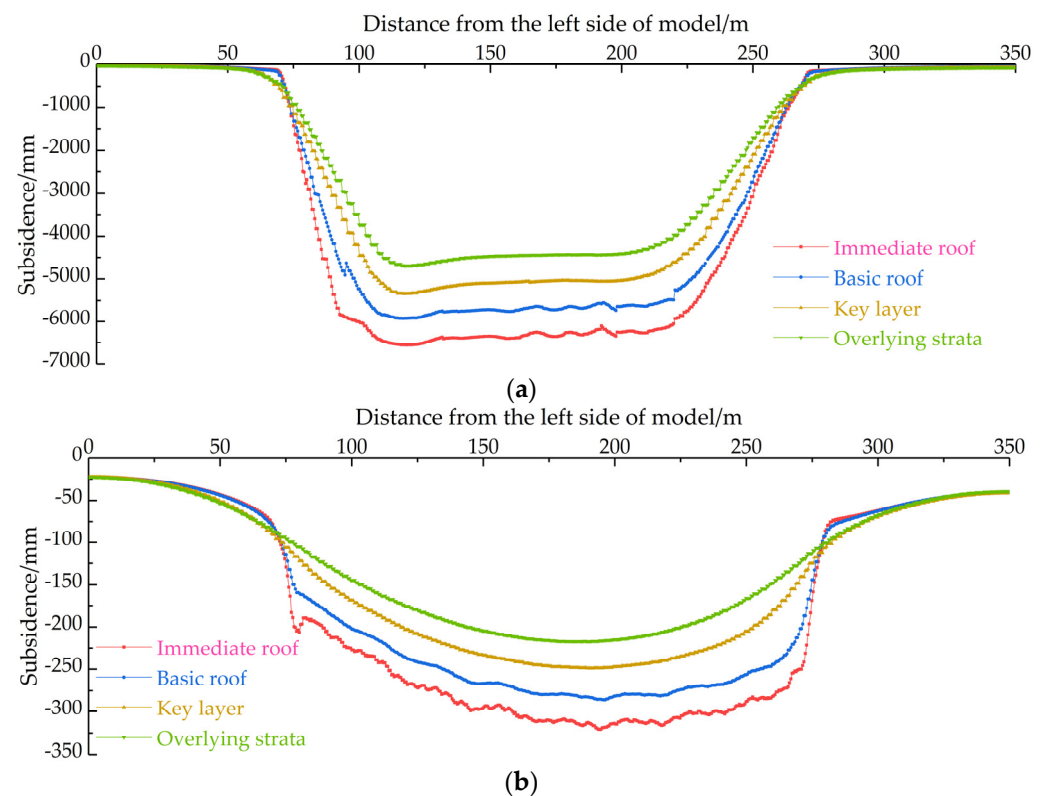 Distance from the left side of model/m
0 50 100 150 200 250 300 350
Subsidence/mm
0
-1000
-2000
-3000
-4000
-5000
-6000
-7000
Immediate roof
Basic roof
Key layer
Overlying strata
(a)
Distance from the left side of model/m
0 50 100 150 200 250 300 350
Subsidence/mm
0
-50
-100
-150
-200
-250
-300
-350
Immediate roof
Basic roof
Key layer
Overlying strata
(b)